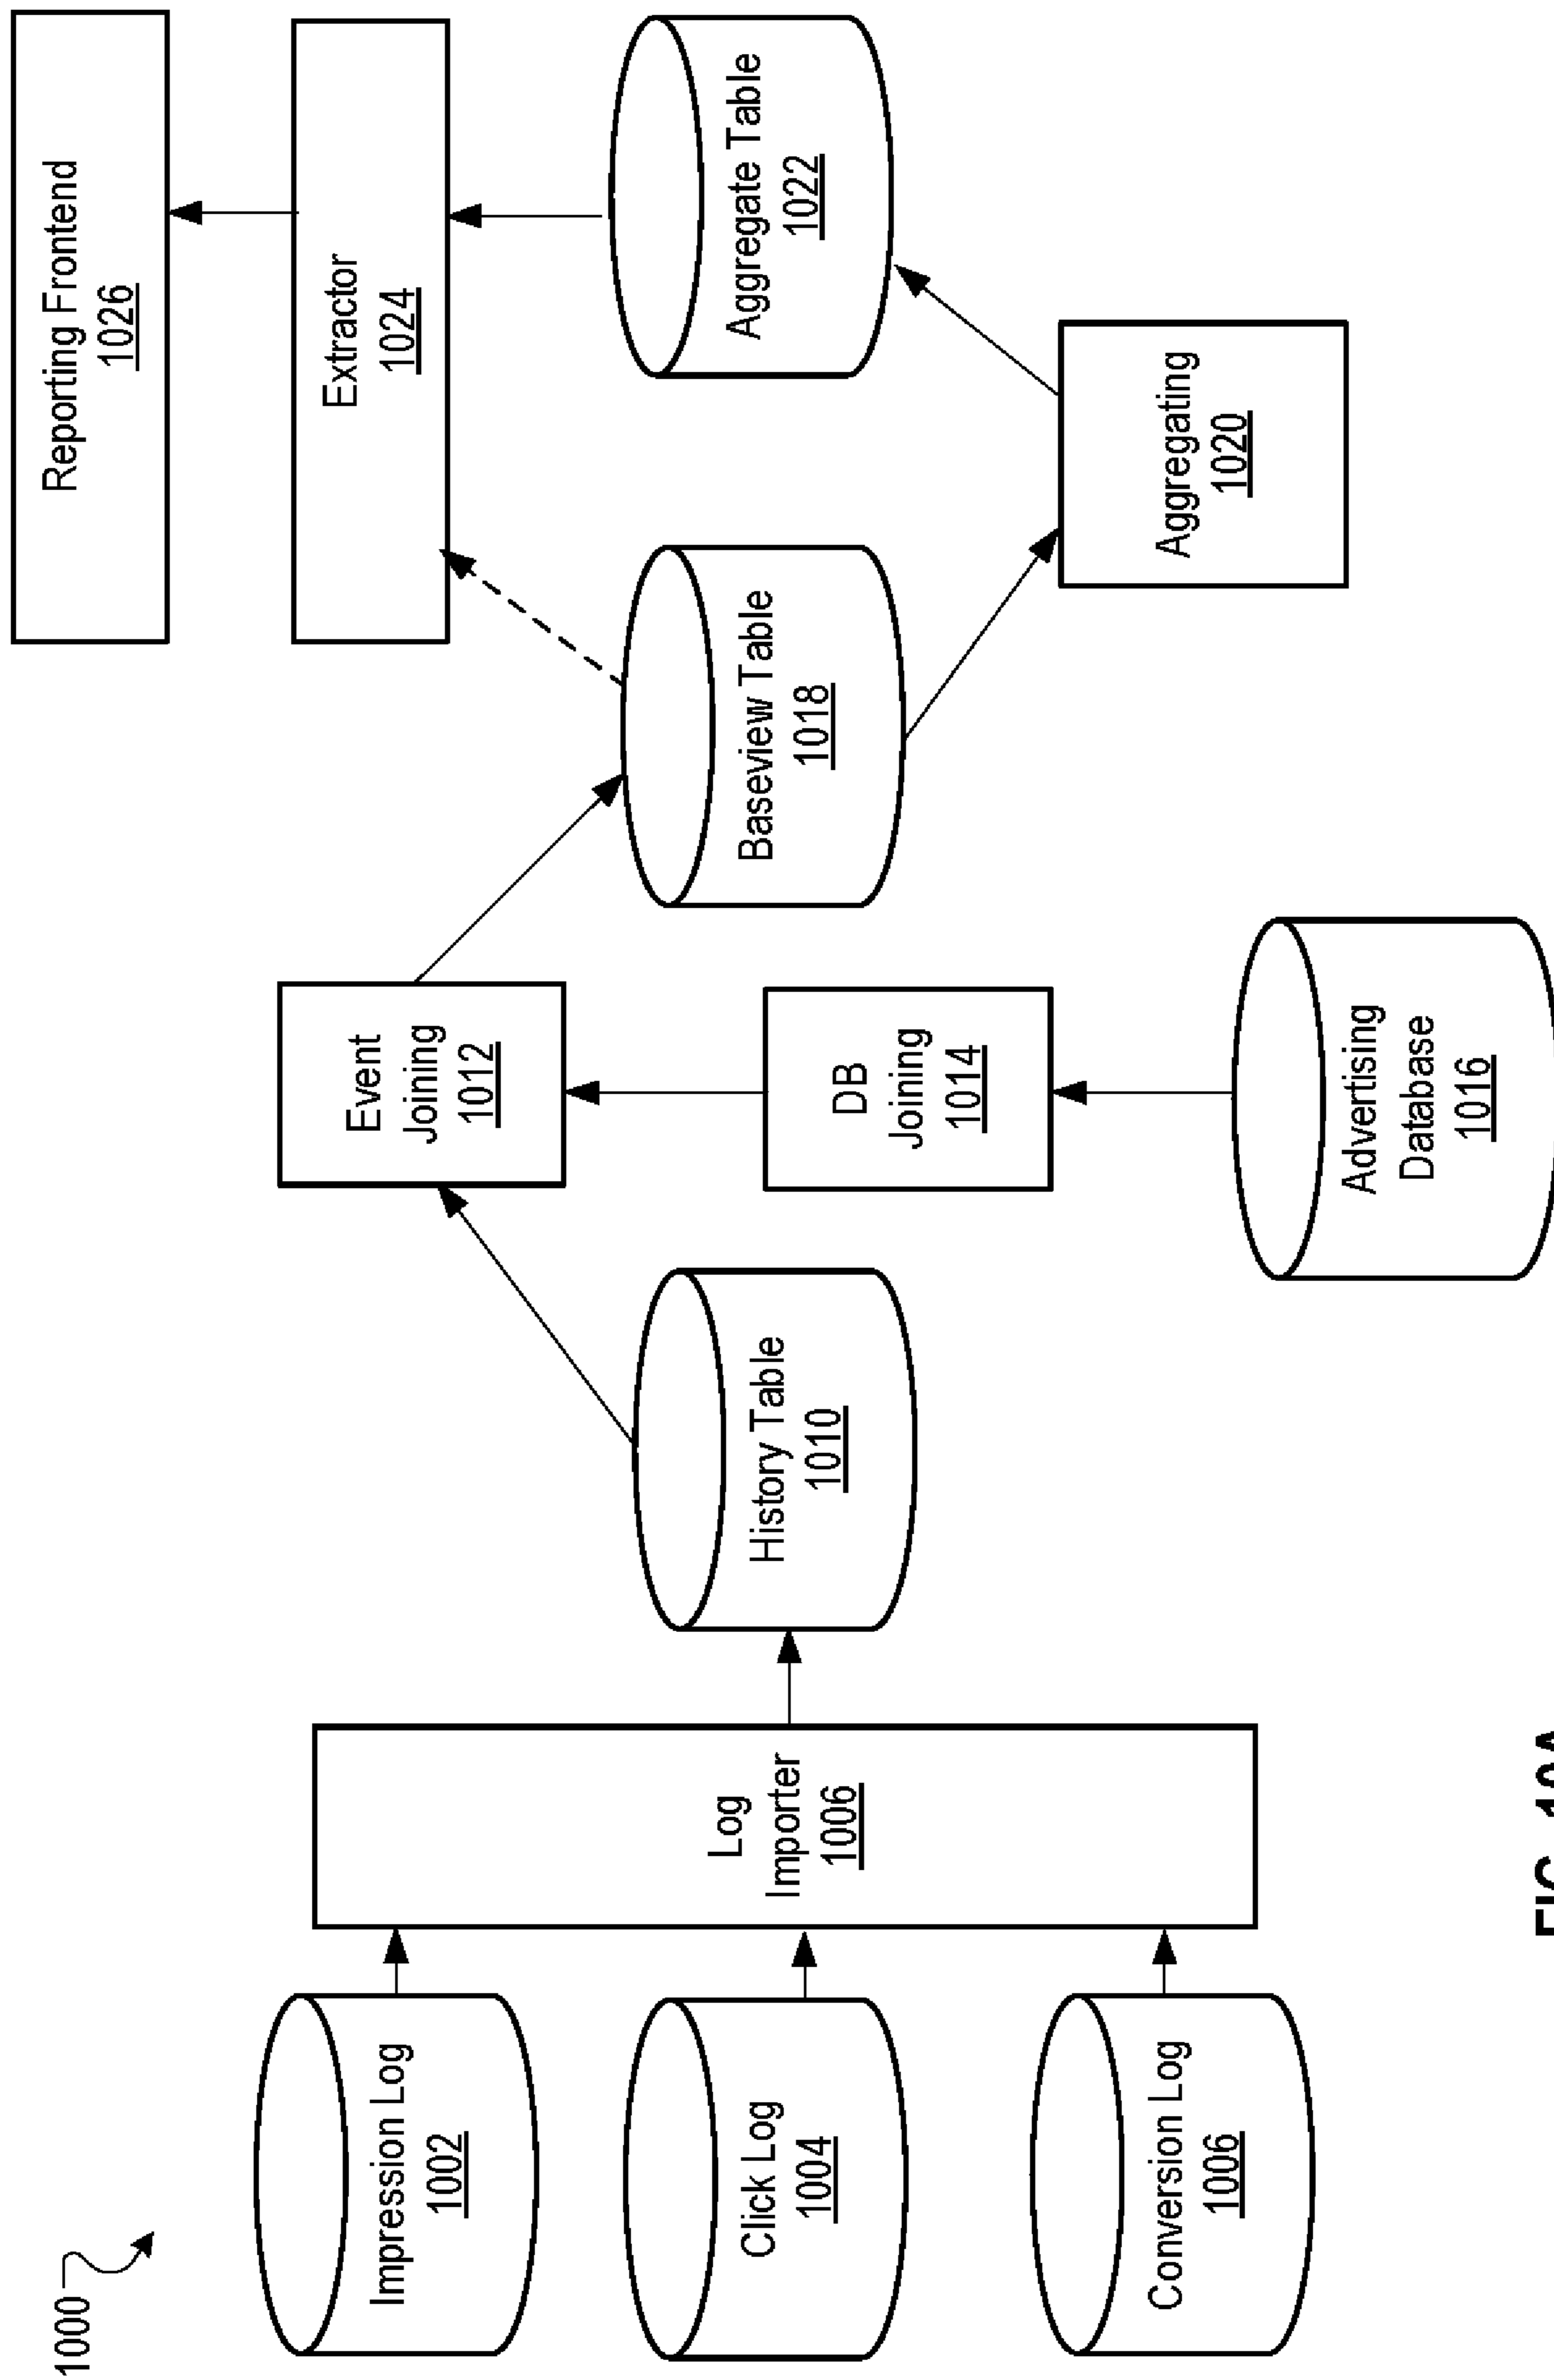 1000
Impression Log
1002
Click Log
1004
Conversion Log
1006
Log
Importer
1006
History Table
1010
Event
Joining
1012
DB
Joining
1014
Advertising
Database
1016
Baseview Table
1018
Aggregating
1020
Aggregate Table
1022
Extractor
1024
Reporting Frontend
1026